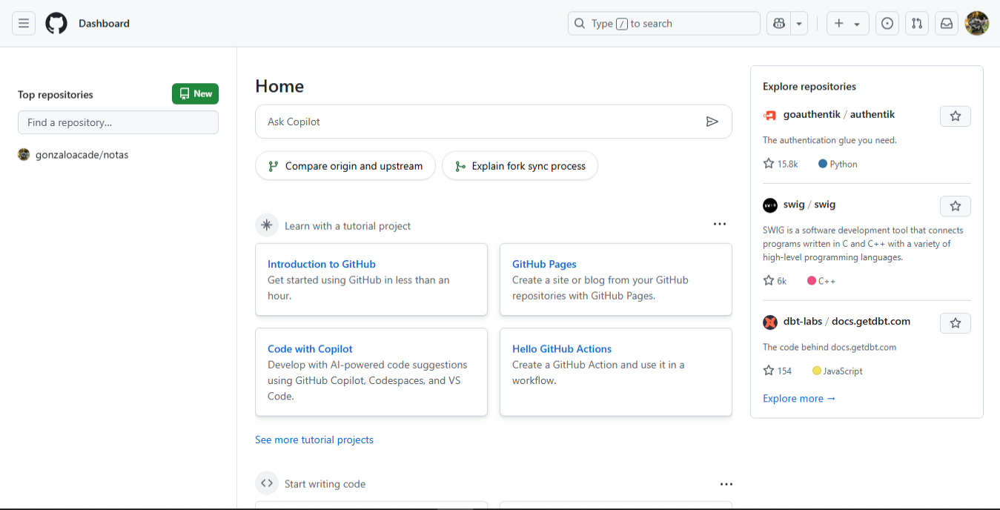 Dashboard
Type / to search
Top repositories
New
Find a repository...
gonzaloacade/notas
Home
Ask Copilot
Compare origin and upstream
Explain fork sync process
Learn with a tutorial project
Introduction to GitHub
Get started using GitHub in less than an
hour.
GitHub Pages
Create a site or blog from your GitHub
repositories with GitHub Pages.
Code with Copilot
Develop with AI-powered code suggestions
using GitHub Copilot, Codespaces, and VS
Code.
Hello GitHub Actions
Create a GitHub Action and use it in a
workflow.
See more tutorial projects
Start writing code
Explore repositories
goauthentik / authentik
The authentication glue you need.
15.8k Python
swig / swig
SWIG is a software development tool that connects
programs written in C and C++ with a variety of
high-level programming languages.
6k C++
dbt-labs / docs.getdbt.com
The code behind docs.getdbt.com
154 JavaScript
Explore more →